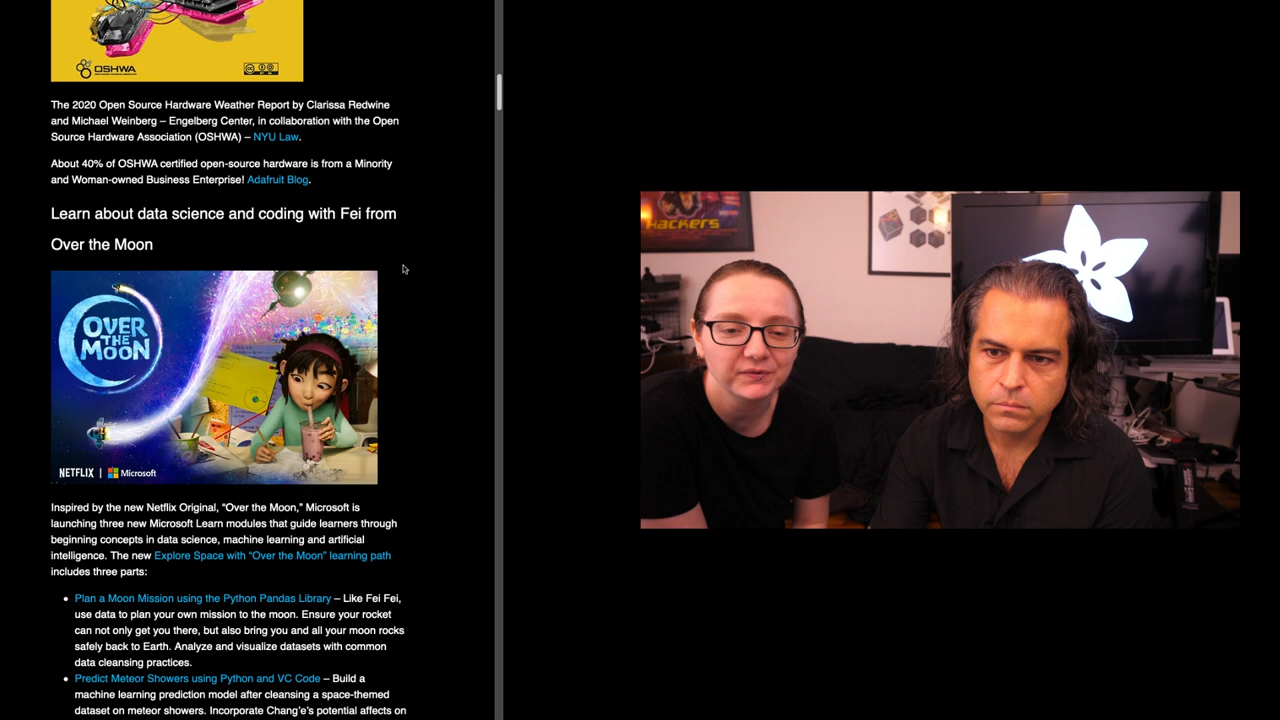 OSHWA
The 2020 Open Source Hardware Weather Report by Clarissa Redwine
and Michael Weinberg – Engelberg Center, in collaboration with the Open
Source Hardware Association (OSHWA) – NYU Law.
About 40% of OSHWA certified open-source hardware is from a Minority
and Woman-owned Business Enterprise! Adafruit Blog.
Learn about data science and coding with Fei from
Over the Moon
OVER
THE
MOON
NETFLIX | Microsoft
Inspired by the new Netflix Original, “Over the Moon,” Microsoft is
launching three new Microsoft Learn modules that guide learners through
beginning concepts in data science, machine learning and artificial
intelligence. The new Explore Space with “Over the Moon” learning path
includes three parts:
• Plan a Moon Mission using the Python Pandas Library – Like Fei Fei,
use data to plan your own mission to the moon. Ensure your rocket
can not only get you there, but also bring you and all your moon rocks
safely back to Earth. Analyze and visualize datasets with common
data cleansing practices.
• Predict Meteor Showers using Python and VC Code – Build a
machine learning prediction model after cleansing a space-themed
dataset on meteor showers. Incorporate Chang’e’s potential affects on
HACKERS